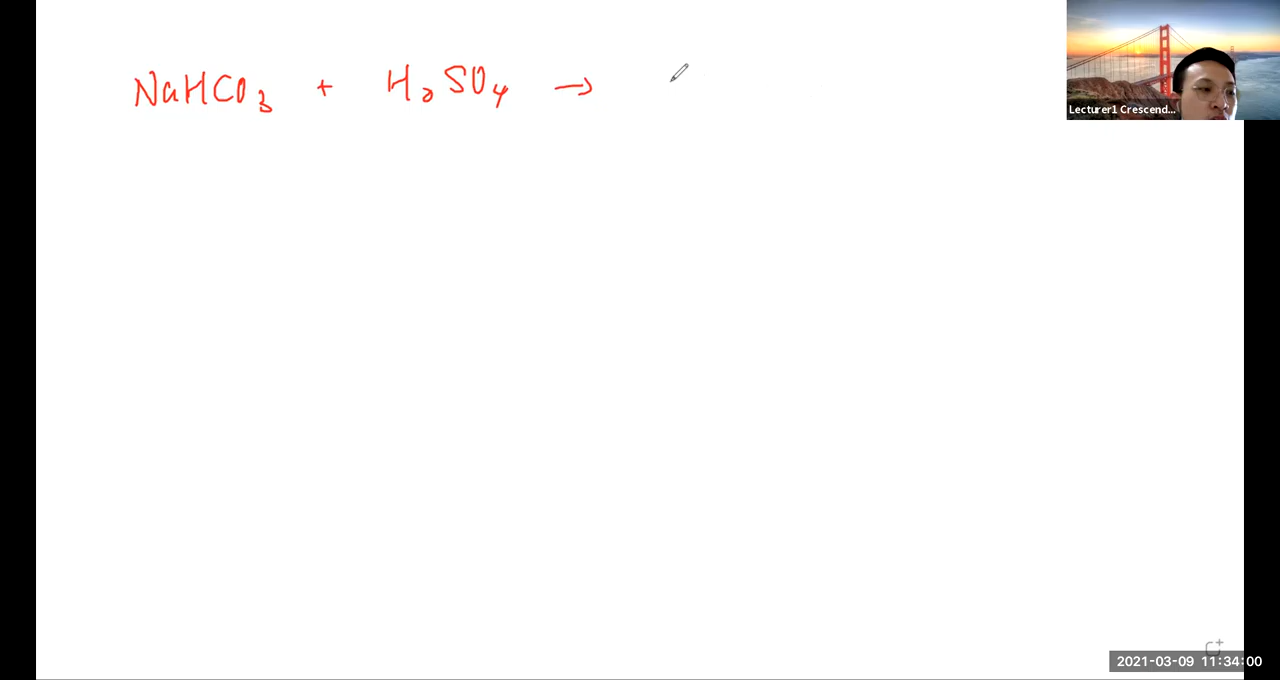 NaHCO₃ + H₂SO₄ →
Lecturer1 Crescend...
2021-03-09 11:34:00